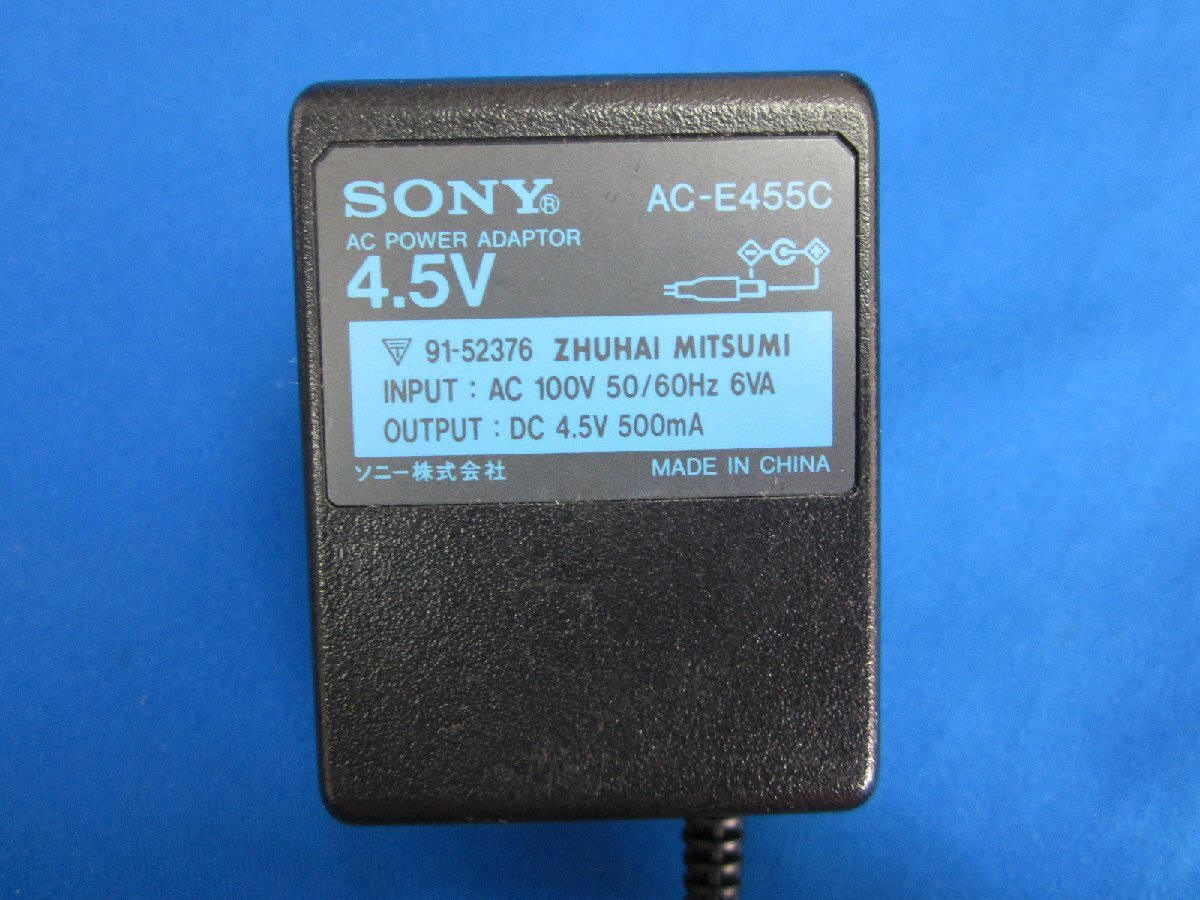 SONY® AC-E455C
AC POWER ADAPTOR
4.5V
91-52376 ZHUHAI MITSUMI
INPUT : AC 100V 50/60Hz 6VA
OUTPUT : DC 4.5V 500mA
ソニー株式会社 MADE IN CHINA